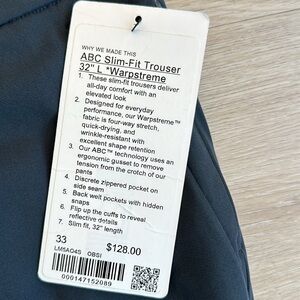 WHY WE MADE THIS
ABC Slim-Fit Trouser
32" L *Warpstreme
1. These slim-fit trousers deliver
all-day comfort with an
elevated look
2. Designed for everyday
performance, our Warpstreme™
fabric is four-way stretch,
quick-drying, and
wrinkle-resistant with
excellent shape retention
3. Our ABC™ technology uses an
ergonomic gusset to remove
tension from the crotch of our
pants
4. Discreet zippered pocket on
side seam
5. Back welt pockets with hidden
snaps
6. Flip up the cuffs to reveal
reflective details
7. Slim fit, 32" length
33 $128.00
LM5AQ4S OBSI
000147152089